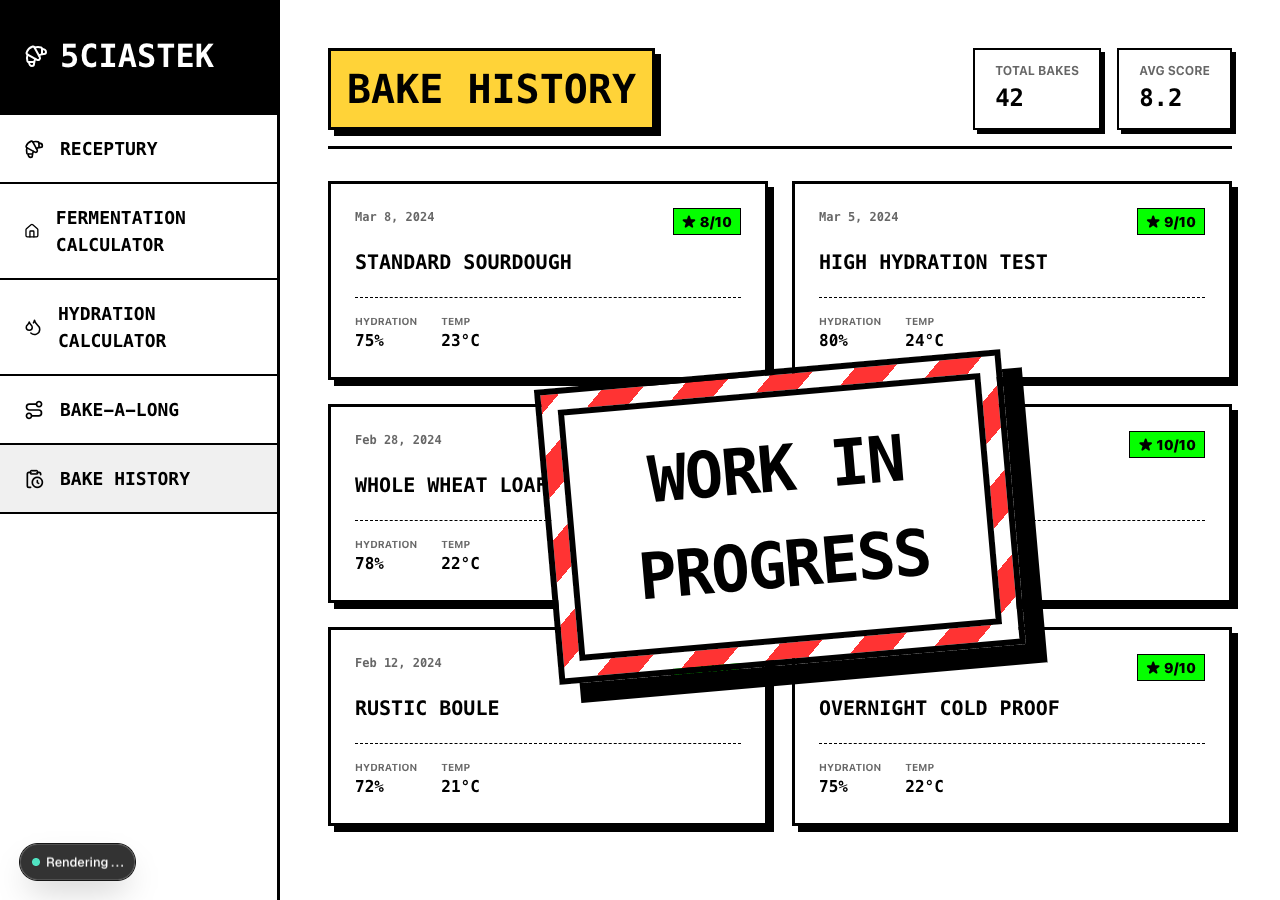 5CIASTEK
RECEPTURY
FERMENTATION
CALCULATOR
HYDRATION
CALCULATOR
BAKE–A–LONG
BAKE HISTORY
Rendering ...
BAKE HISTORY
TOTAL BAKES
42
AVG SCORE
8.2
Mar 8, 2024
8/10
STANDARD SOURDOUGH
HYDRATION TEMP
75% 23°C
Mar 5, 2024
9/10
HIGH HYDRATION TEST
HYDRATION TEMP
80% 24°C
Feb 28, 2024
WHOLE WHEAT LOAF
HYDRATION TEMP
78% 22°C
10/10
WORK IN
PROGRESS
Feb 12, 2024
RUSTIC BOULE
HYDRATION TEMP
72% 21°C
9/10
OVERNIGHT COLD PROOF
HYDRATION TEMP
75% 22°C